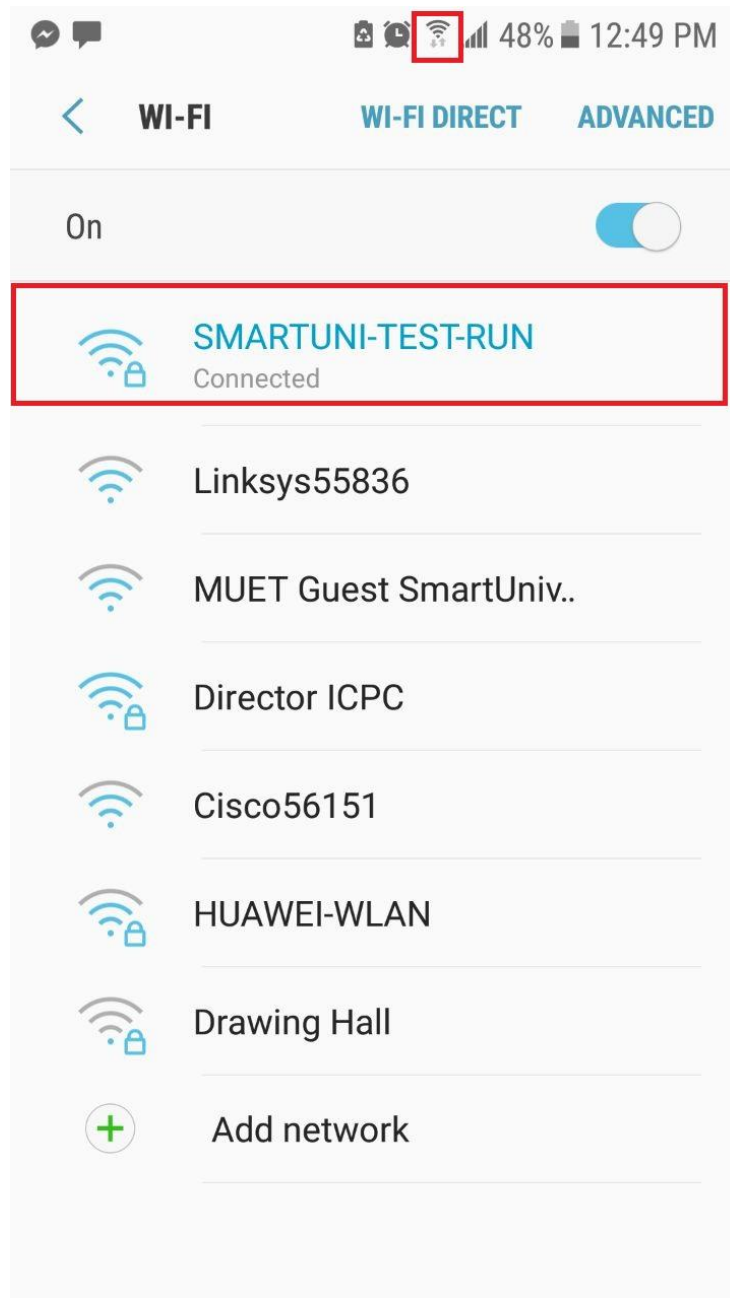 48% 12:49 PM
WI-FI WI-FI DIRECT ADVANCED
On
SMARTUNI-TEST-RUN
Connected
Linksys55836
MUET Guest SmartUniv..
Director ICPC
Cisco56151
HUAWEI-WLAN
Drawing Hall
Add network